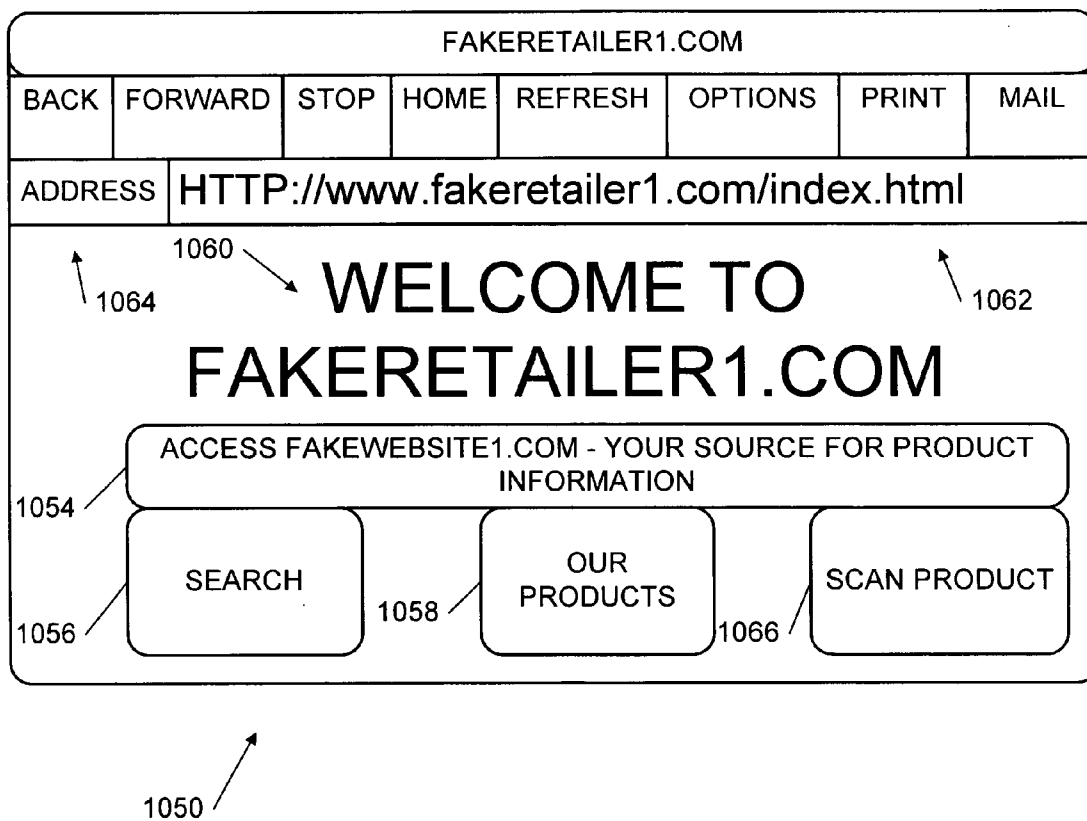 FAKERETAILER1.COM
BACK FORWARD STOP HOME REFRESH OPTIONS PRINT MAIL
ADDRESS HTTP://www.fakeretailer1.com/index.html
1060
1064
1062
WELCOME TO
FAKERETAILER1.COM
ACCESS FAKEWEBSITE1.COM - YOUR SOURCE FOR PRODUCT
INFORMATION
1054
SEARCH
OUR
PRODUCTS
SCAN PRODUCT
1056
1058
1066
1050